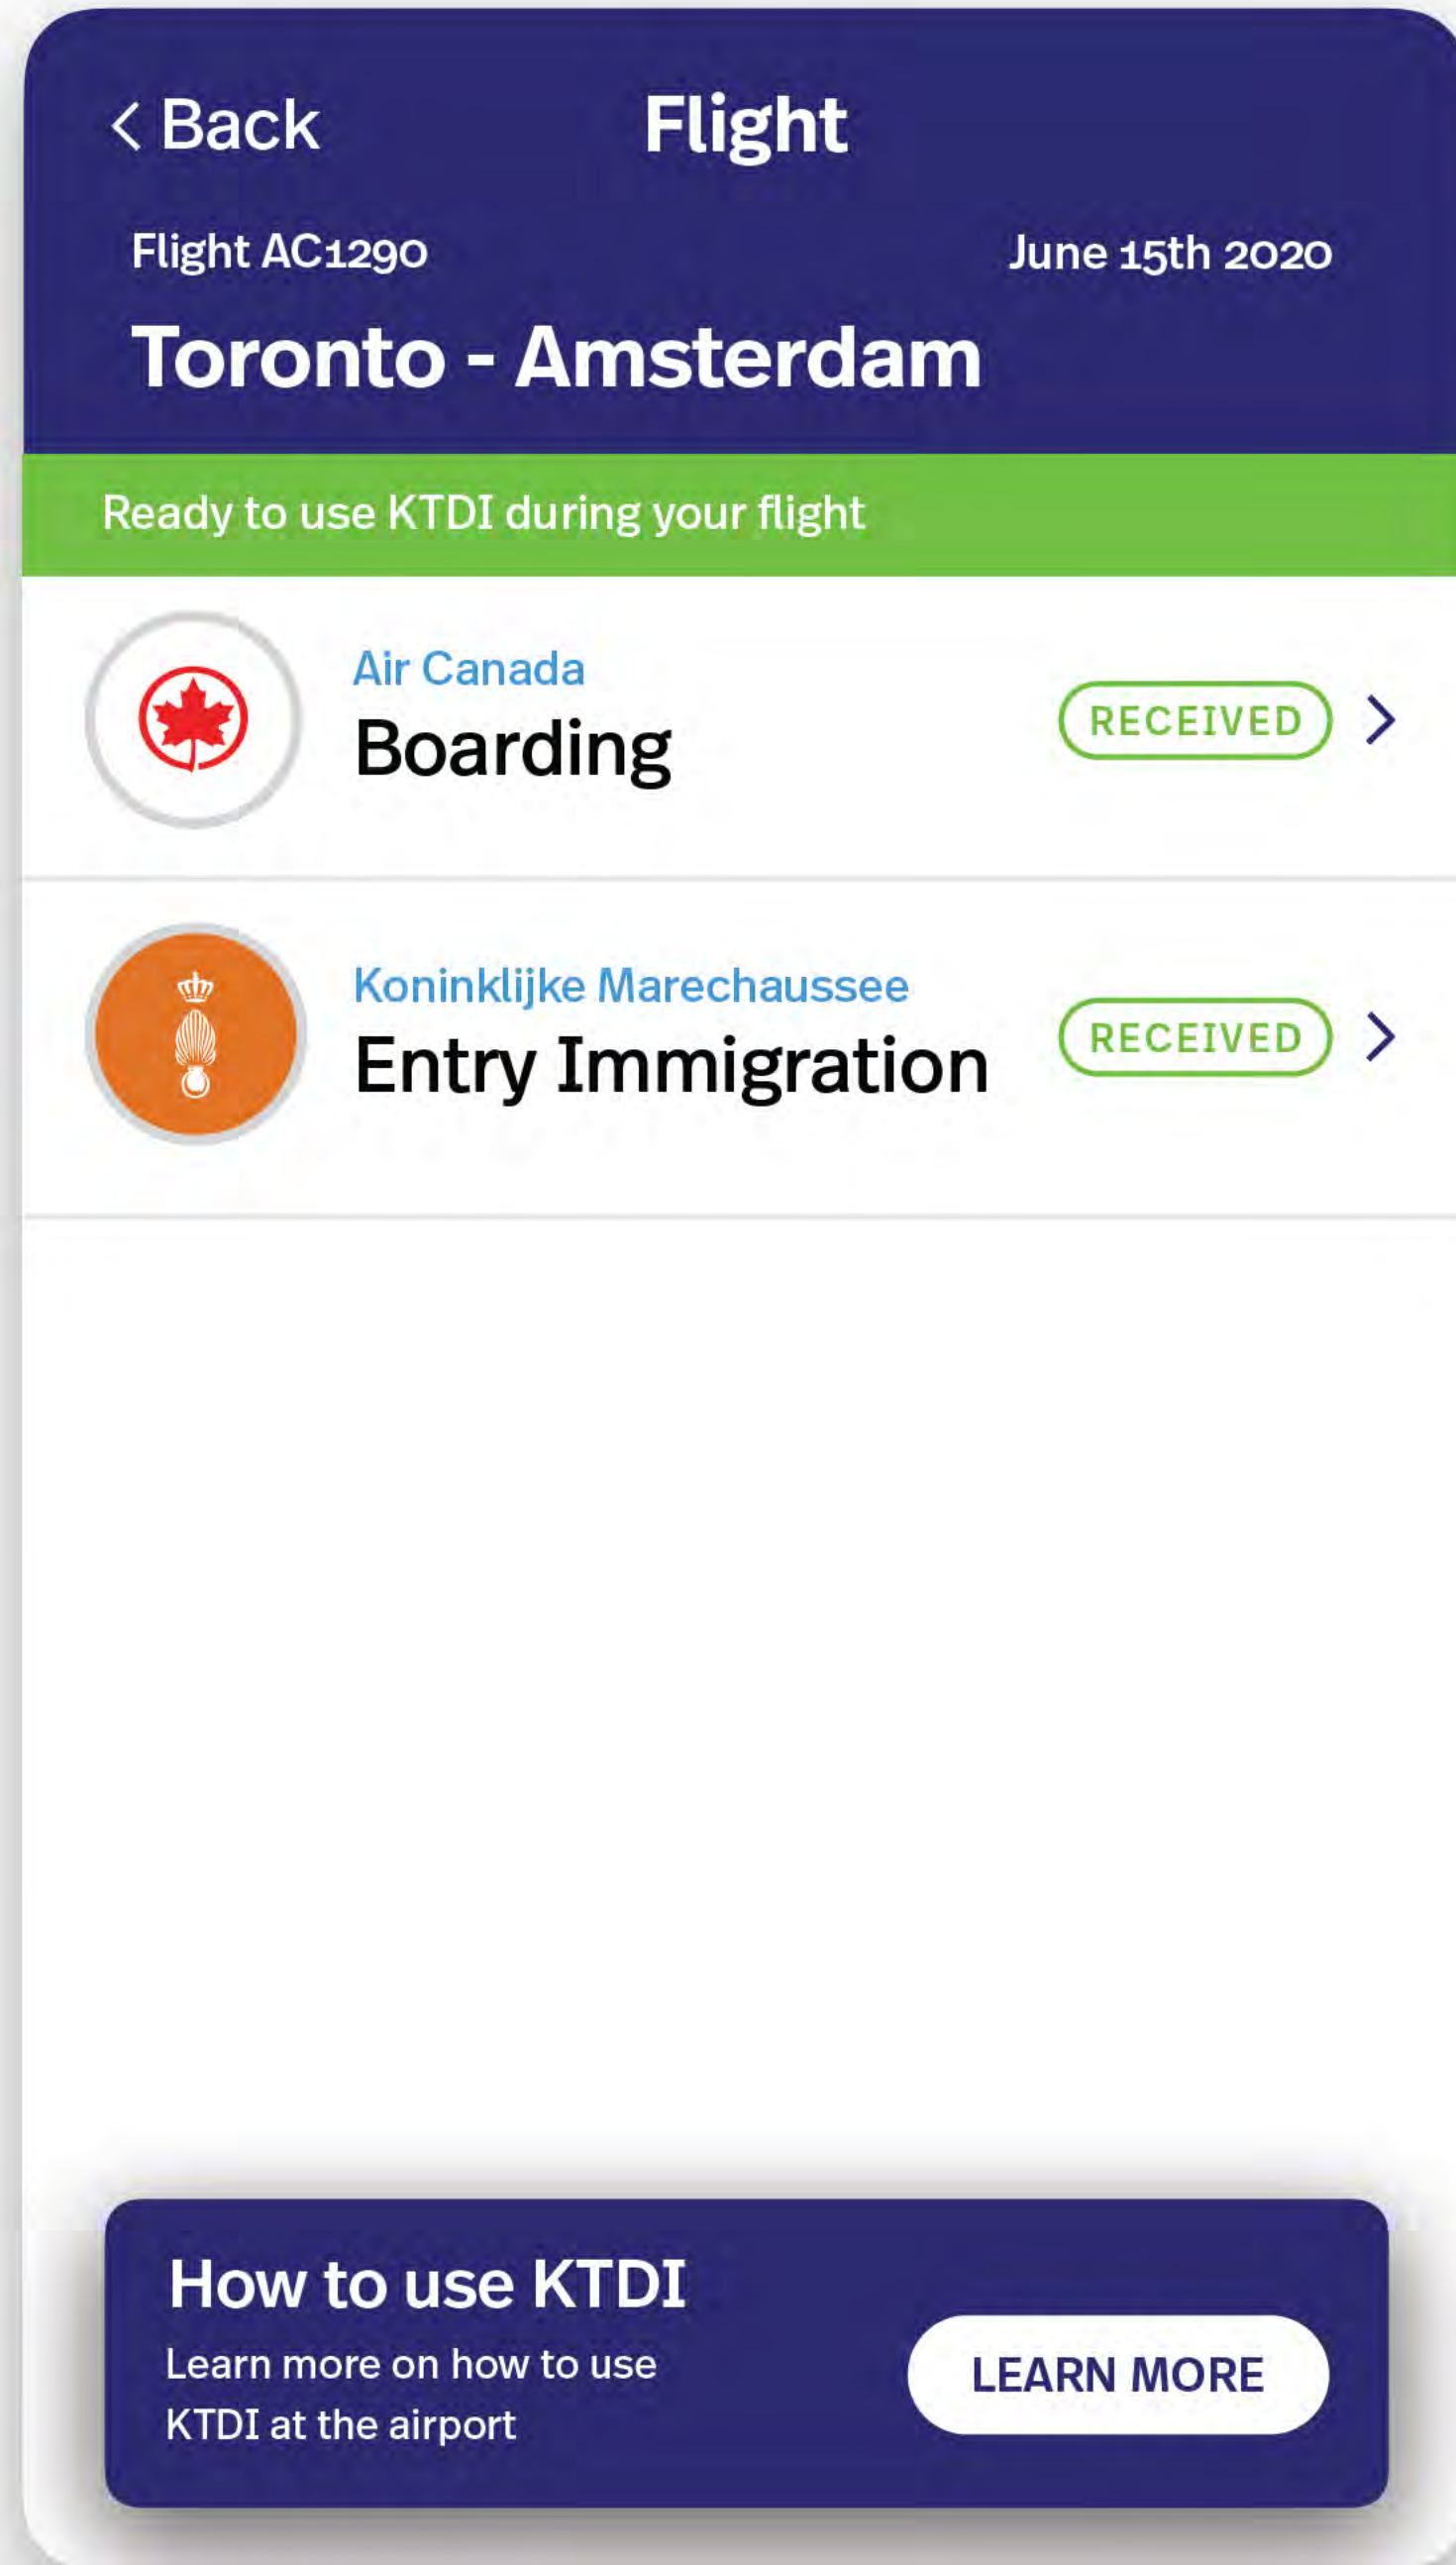 Back
Flight
Flight AC1290
June 15th 2020
Toronto - Amsterdam
Ready to use KTDI during your flight
Air Canada
Boarding
RECEIVED
Koninklijke Marechaussee
Entry Immigration
RECEIVED
How to use KTDI
Learn more on how to use
KTDI at the airport
LEARN MORE